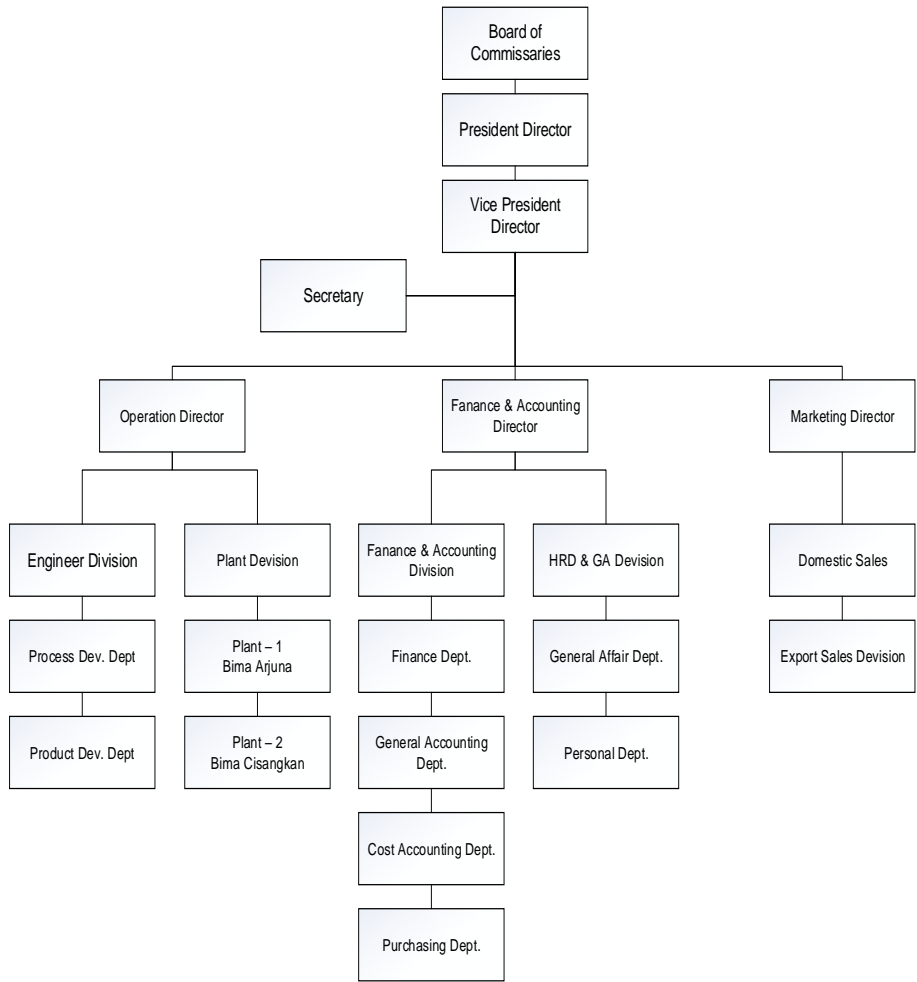 Board of
Commissaries
President Director
Vice President
Director
Secretary
Operation Director
Fanance & Accounting
Director
Marketing Director
Engineer Division
Plant Devision
Fanance & Accounting
Division
HRD & GA Devision
Domestic Sales
Process Dev. Dept
Plant – 1
Bima Arjuna
Finance Dept.
General Affair Dept.
Export Sales Devision
Product Dev. Dept
Plant – 2
Bima Cisangkan
General Accounting
Dept.
Personal Dept.
Cost Accounting Dept.
Purchasing Dept.